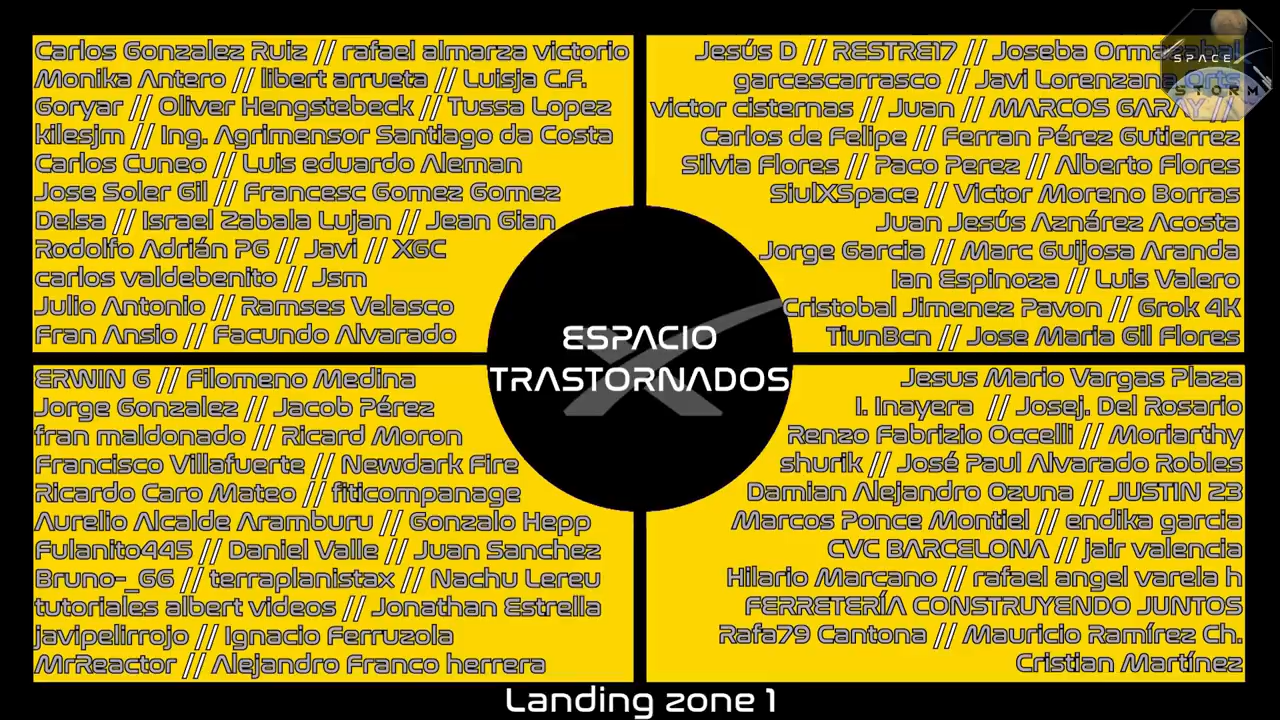 Carlos Gonzalez Ruiz // rafael almarza victorio
Monika Antero // libert arrueta // Luisja C.F.
Goryar // Oliver Hengstebeck // Tussa Lopez
kilesjm // Ing. Agrimensor Santiago da Costa
Carlos Cuneo // Luis eduardo Aleman
Jose Soler Gil // Francesc Gomez Gomez
Delsa // Israel Zabala Lujan // Jean Gian
Rodolfo Adrián PG // Javi // XGC
carlos valdebenito // Jsm
Julio Antonio // Ramses Velasco
Fran Ansio // Facundo Alvarado
Jesús D // RESTRE17 // Joseba Ormazabal
garcescarrasco // Javi Lorenzana Orts
victor cisternas // Juan // MARCOS GARAY //
Carlos de Felipe // Ferran Pérez Gutierrez
Silvia Flores // Paco Perez // Alberto Flores
SiulXSpace // Victor Moreno Borras
Juan Jesús Aznárez Acosta
Jorge Garcia // Marc Guijosa Aranda
Ian Espinoza // Luis Valero
Cristobal Jimenez Pavon // Grok 4K
TiunBcn // Jose Maria Gil Flores
SPACE
STORM
ESPACIO
TRASTORNADOS
ERWIN G // Filomeno Medina
Jorge Gonzalez // Jacob Pérez
fran maldonado // Ricard Moron
Francisco Villafuerte // Newdark Fire
Ricardo Caro Mateo // fiticompanage
Aurelio Alcalde Aramburu // Gonzalo Hepp
Fulanito445 // Daniel Valle // Juan Sanchez
Bruno-_GG // terraplanistax // Nachu Lereu
tutoriales albert videos // Jonathan Estrella
javipelirrojo // Ignacio Ferruzola
MrReactor // Alejandro Franco herrera
Jesus Mario Vargas Plaza
I. Inayera // Josej. Del Rosario
Renzo Fabrizio Occelli // Moriarthy
shurik // José Paul Alvarado Robles
Damian Alejandro Ozuna // JUSTIN 23
Marcos Ponce Montiel // endika garcia
CVC BARCELONA // jair valencia
Hilario Marcano // rafael angel varela h
FERRETERÍA CONSTRUYENDO JUNTOS
Rafa79 Cantona // Mauricio Ramírez Ch.
Cristian Martínez
Landing zone 1